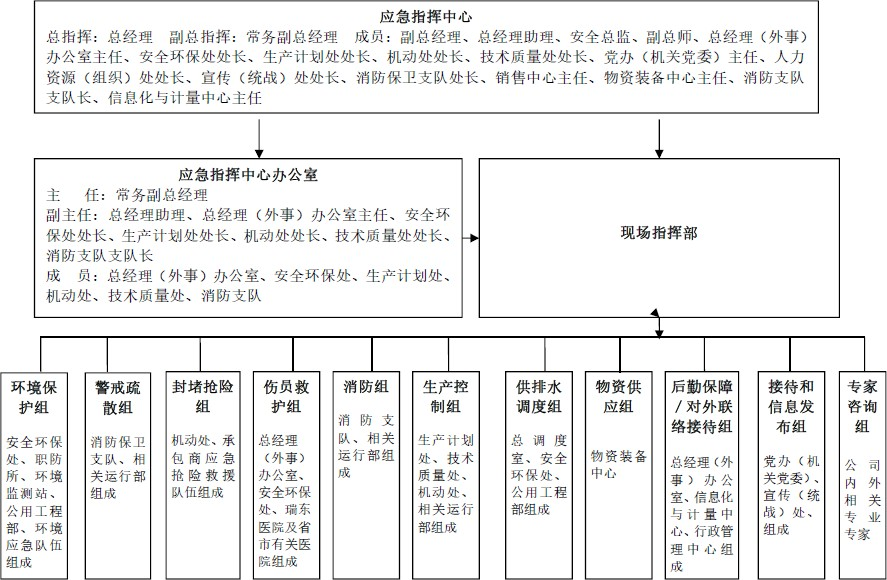 应急指挥中心
总指挥：总经理 副总指挥：常务副总经理 成员：副总经理、总经理助理、安全总监、副总师、总经理（外事）
办公室主任、安全环保处处长、生产计划处处长、机动处处长、技术质量处处长、党办（机关党委）主任、人力
资源（组织）处处长、宣传（统战）处处长、消防保卫支队处长、销售中心主任、物资装备中心主任、消防支队
支队长、信息化与计量中心主任
应急指挥中心办公室
主 任：常务副总经理
副主任：总经理助理、总经理（外事）办公室主任、安全环
保处处长、生产计划处处长、机动处处长、技术质量处处长、
消防支队支队长
成 员：总经理（外事）办公室、安全环保处、生产计划处、
机动处、技术质量处、消防支队
现场指挥部
环境保
护组
安全环保
处、职防
所、环境
监测站、
公用工程
部、环境
应急队伍
组成
警戒疏
散组
消防保卫
支队、相关
运行部组
成
封堵抢险
组
机动处、承
包商应急
抢险救援
队伍组成
伤员救
护组
总经理
（外事）
办公室、
安全环保
处、瑞东
医院及省
市有关医
院组成
消防组
消防支
队、相关
运行部组
成
生产控
制组
生产计划
处、技术
质量处、
机动处、
相关运行
部组成
供排水
调度组
总调度
室、安全
环保处、
公用工程
部组成
物资供
应组
物资装备
中心
后勤保障
/对外联
络接待组
总经理(外
事）办公
室、信息化
与计量中
心、行政管
理中心组
成
接待和
信息发
布组
党办（机
关党委）、
宣传（统
战）处、
组成
专家
咨询
组
公司
内外
相关
专业
专家